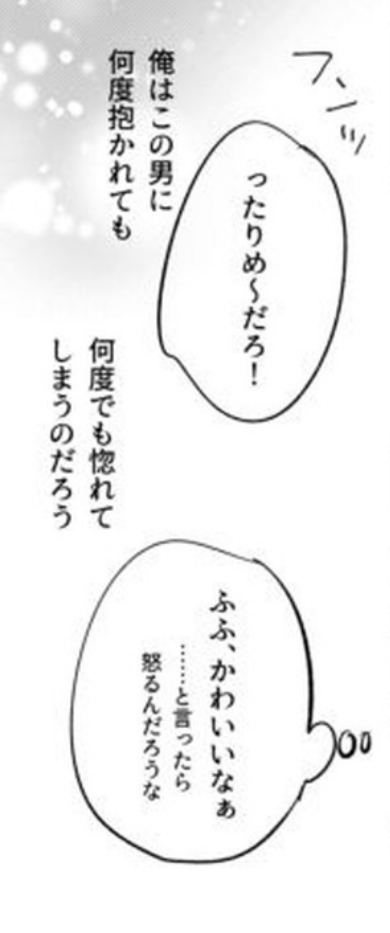 フンッ
ったりめ～だろ！
俺はこの男に
何度抱かれても
何度でも惚れて
しまうのだろう
ふふ、かわいいなぁ
……と言ったら
怒るんだろうな